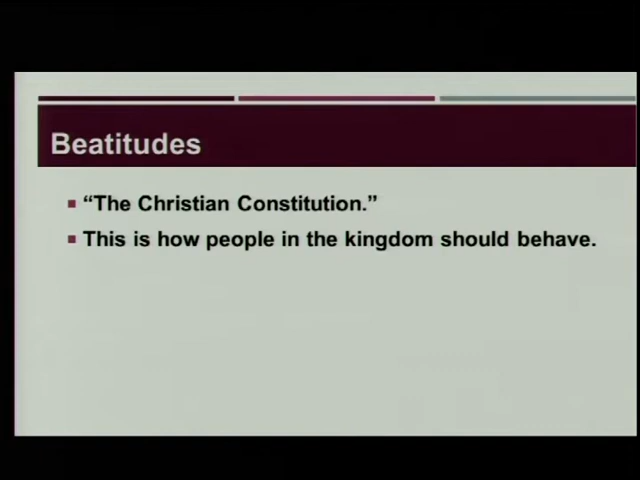 Beatitudes
“The Christian Constitution.”
This is how people in the kingdom should behave.